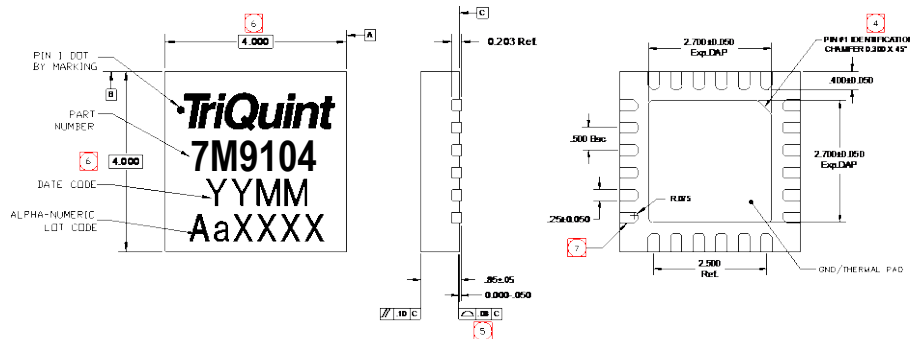 6
4.000
A
PIN 1 DOT
BY MARKING
B
TriQuint
PART
NUMBER
7M9104
6
4.000
YYMM
DATE CODE
ALPHA-NUMERIC
LOT CODE
AaXXXX
C
0.203 Ref.
.85±.05
0.000-.050
// .10 C
.08 C
5
4
2.700±0.050
Exp.DAP
PIN #1 IDENTIFICATION
CHAMFER 0.300 X 45°
.400±0.050
.500 Bsc
2.700±0.050
Exp.DAP
.25±0.050
R.075
7
2.500
Ref.
GND/THERMAL PAD